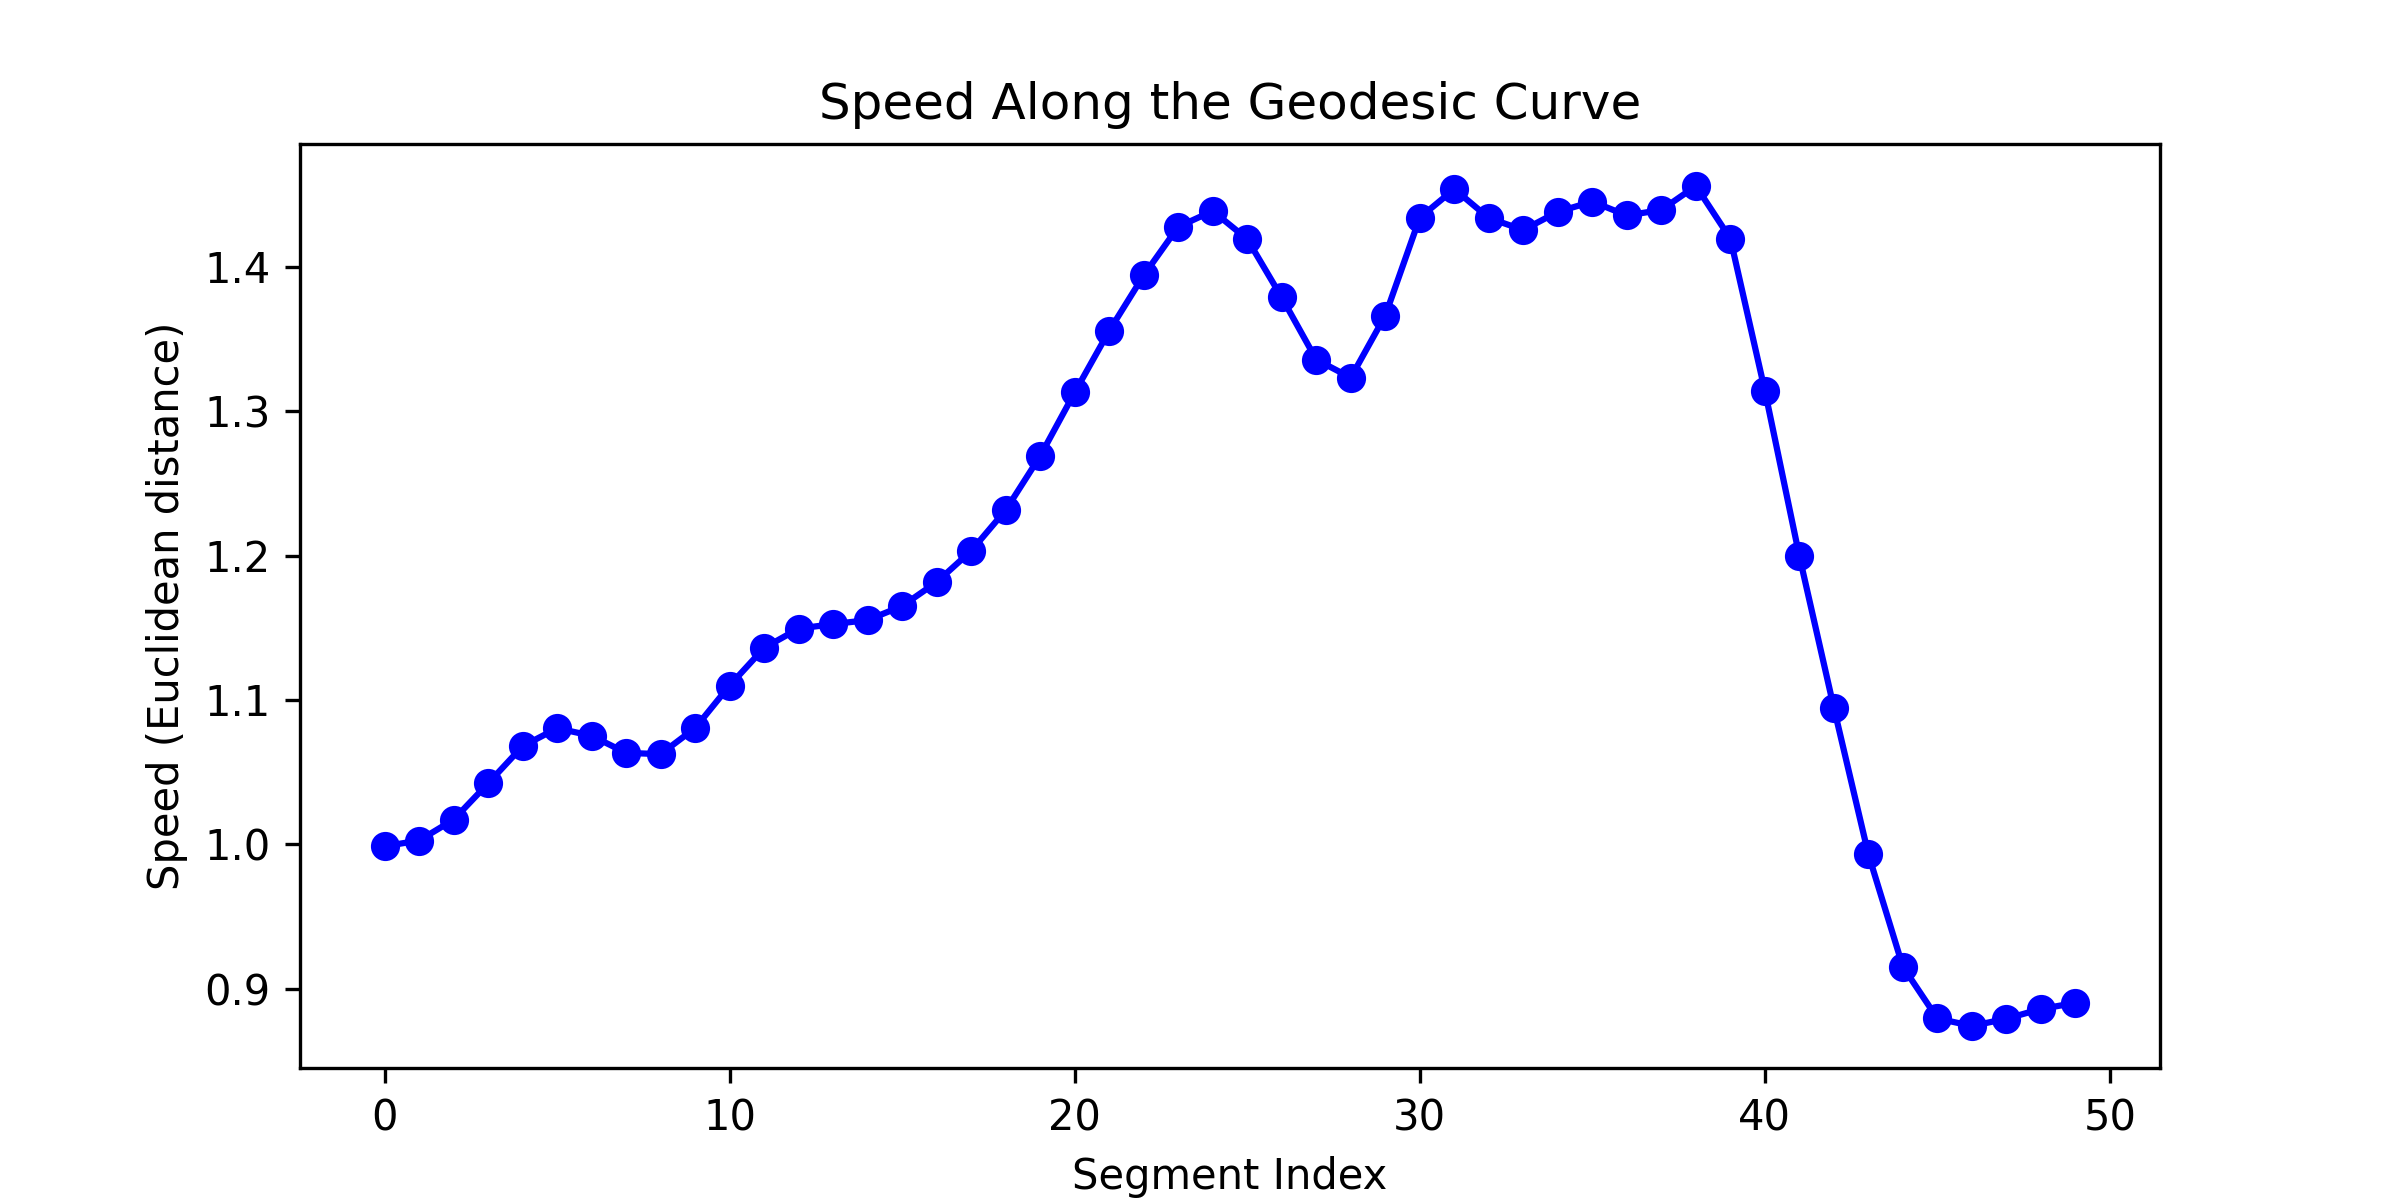 Speed Along the Geodesic Curve
Speed (Euclidean distance)
1.4
1.3
1.2
1.1
1.0
0.9
0 10 20 30 40 50
Segment Index